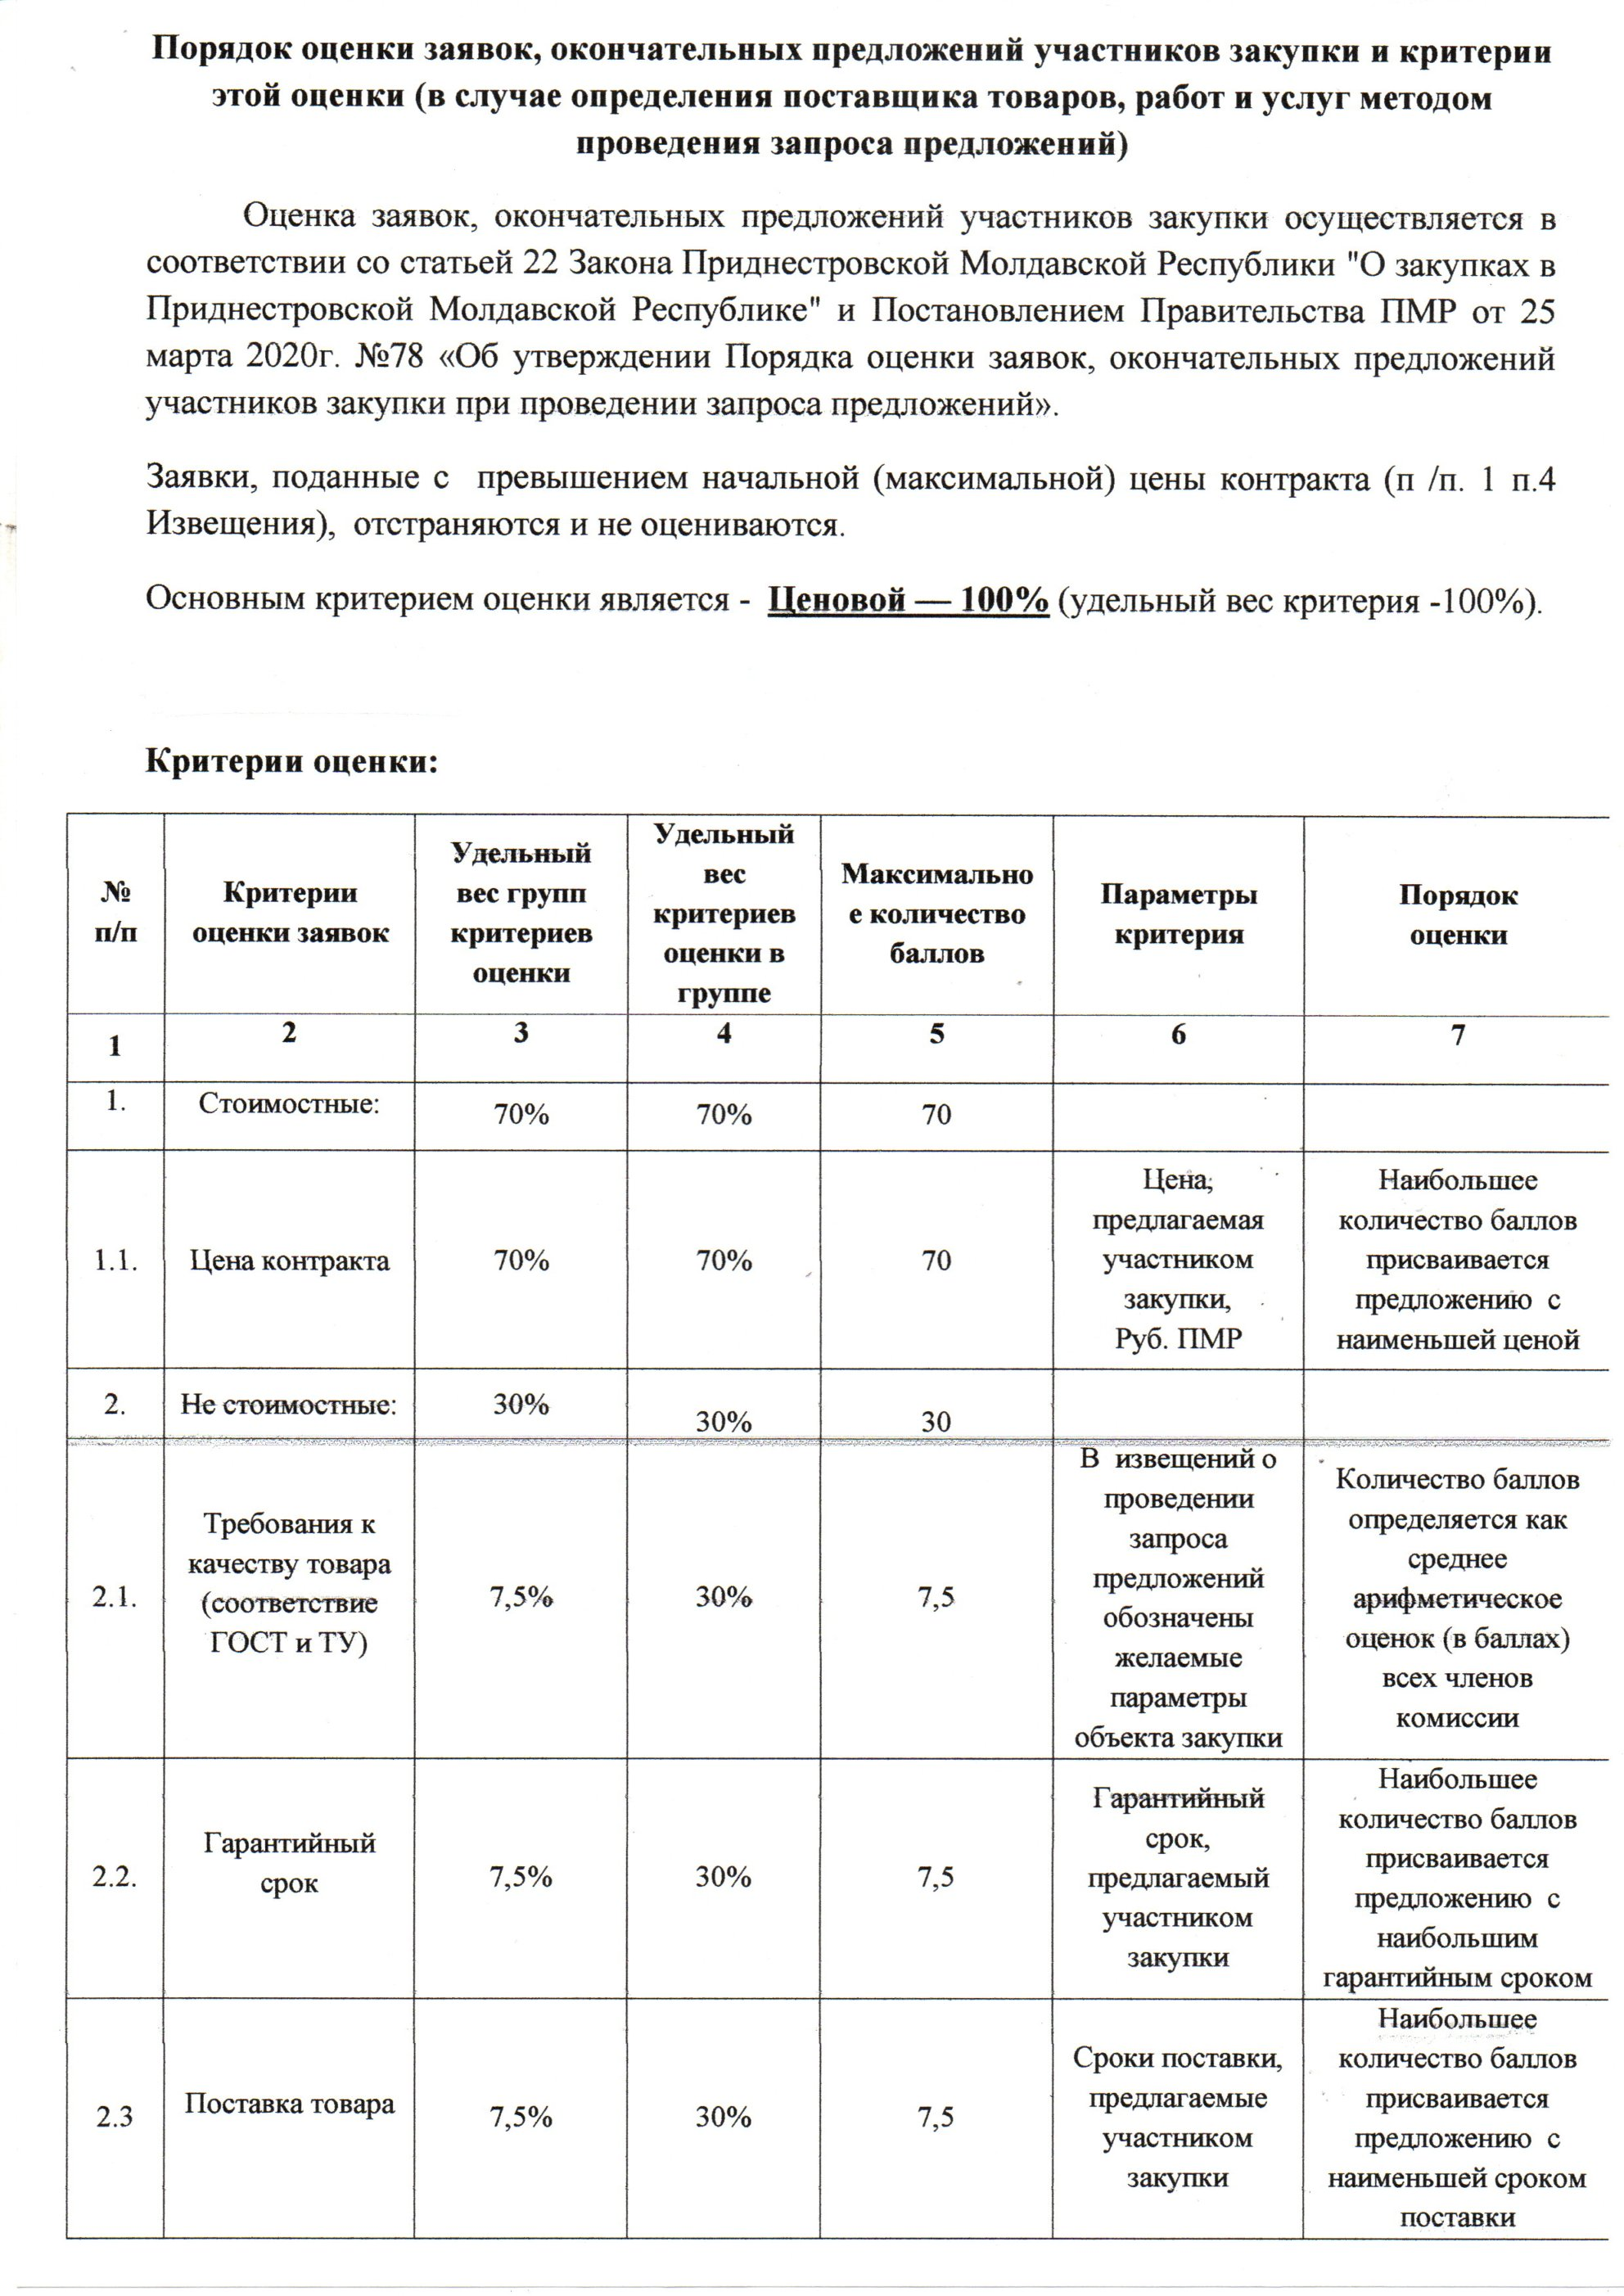 Порядок оценки заявок, окончательных предложений участников закупки и критерии
этой оценки (в случае определения поставщика товаров, работ и услуг методом
проведения запроса предложений)
Оценка заявок, окончательных предложений участников закупки осуществляется в
соответствии со статьей 22 Закона Приднестровской Молдавской Республики "О закупках в
Приднестровской Молдавской Республике" и Постановлением Правительства ПМР от 25
марта 2020г. №78 «Об утверждении Порядка оценки заявок, окончательных предложений
участников закупки при проведении запроса предложений».
Заявки, поданные с превышением начальной (максимальной) цены контракта (п /п. 1 п.4
Извещения), отстраняются и не оцениваются.
Основным критерием оценки является - Ценовой — 100% (удельный вес критерия -100%).
Критерии оценки:
№
п/п
Критерии
оценки заявок
Удельный
вес групп
критериев
оценки
Удельный
вес
критериев
оценки в
группе
Максимально
е количество
баллов
Параметры
критерия
Порядок
оценки
1 2 3 4 5 6 7
1. Стоимостные: 70% 70% 70
1.1. Цена контракта 70% 70% 70
Цена,
предлагаемая
участником
закупки,
Руб. ПМР
Наибольшее
количество баллов
присваивается
предложению с
наименьшей ценой
2. Не стоимостные: 30% 30% 30
2.1.
Требования к
качеству товара
(соответствие
ГОСТ и ТУ)
7,5% 30% 7,5
В извещений о
проведении
запроса
предложений
обозначены
желаемые
параметры
объекта закупки
Количество баллов
определяется как
среднее
арифметическое
оценок (в баллах)
всех членов
комиссии
2.2.
Гарантийный
срок
7,5% 30% 7,5
Гарантийный
срок,
предлагаемый
участником
закупки
Наибольшее
количество баллов
присваивается
предложению с
наибольшим
гарантийным сроком
2.3 Поставка товара 7,5% 30% 7,5
Сроки поставки,
предлагаемые
участником
закупки
Наибольшее
количество баллов
присваивается
предложению с
наименьшей сроком
поставки